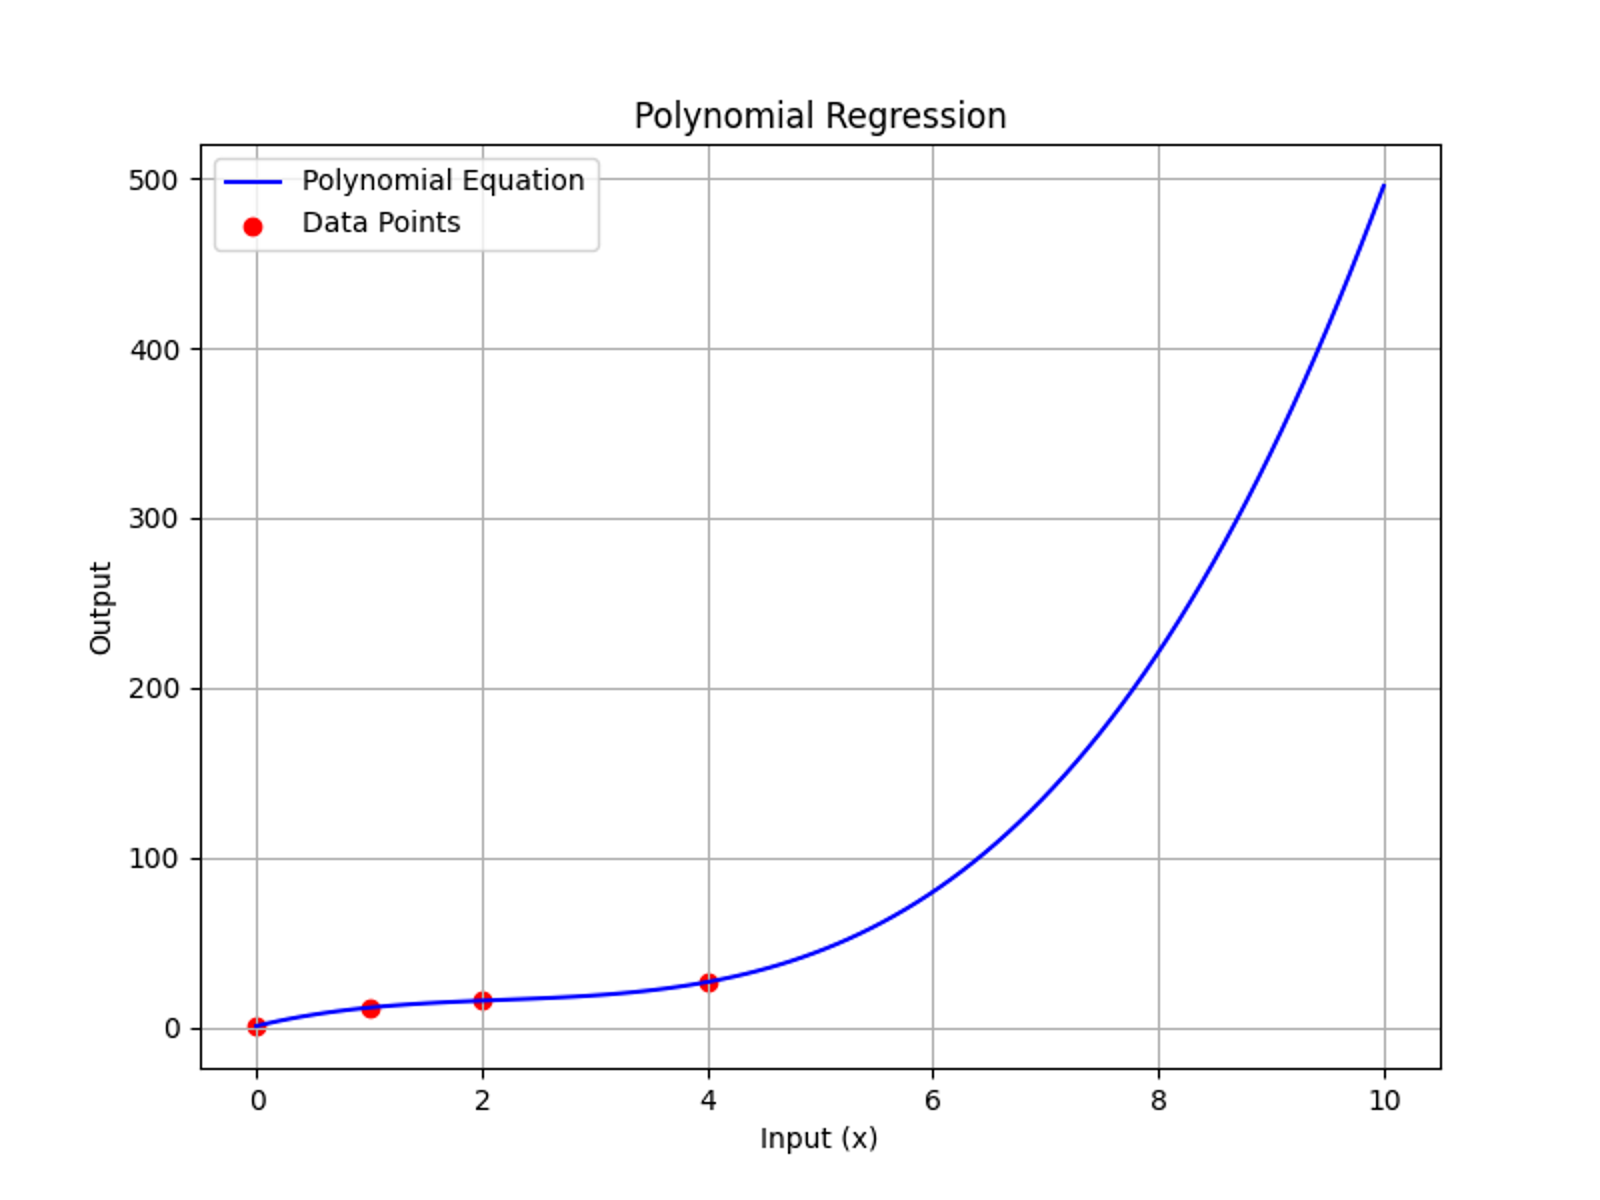 Polynomial Regression
Polynomial Equation
Data Points
500
400
300
200
100
0
Output
0 2 4 6 8 10
Input (x)